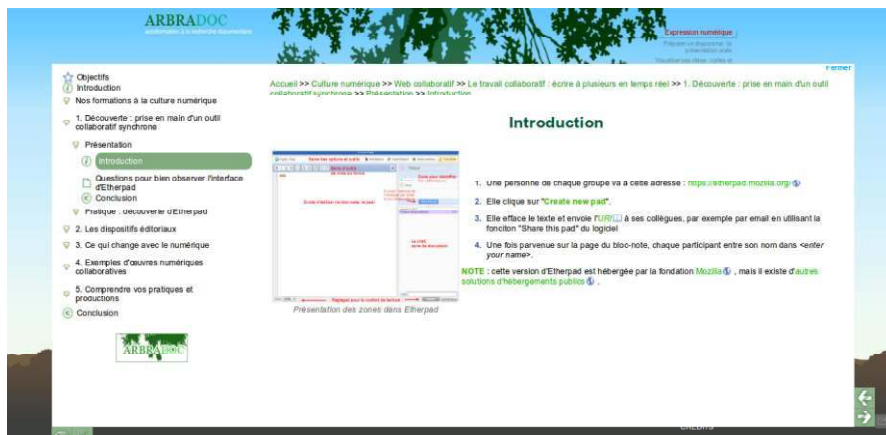 ARBRADOC
Expression numérique
Fermer
Objectifs
Introduction
Nos formations à la culture numérique
1. Découverte : prise en main d'un outil
collaboratif synchrone
Présentation
Introduction
Questions pour bien observer l'interface
d'Etherpad
Conclusion
Pratique : découverte d'Etherpad
2. Les dispositifs éditoriaux
3. Ce qui change avec le numérique
4. Exemples d'œuvres numériques
collaboratives
5. Comprendre vos pratiques et
productions
Conclusion
ARBRADOC
Accueil >> Culture numérique >> Web collaboratif >> Le travail collaboratif : écrire à plusieurs en temps réel >> 1. Découverte : prise en main d'un outil
collaboratif synchrone >> Présentation >> Introduction
Introduction
Présentation des zones dans Etherpad
1. Une personne de chaque groupe va à cette adresse : https://etherpad.mozilla.org/
2. Elle clique sur "Create new pad".
3. Elle efface le texte et envoie l'URL à ses collègues, par exemple par email en utilisant la
fonciton "Share this pad" du logiciel
4. Une fois parvenue sur la page du bloc-note, chaque participant entre son nom dans <enter
your name>.
NOTE : cette version d'Etherpad est hébergée par la fondation Mozilla , mais il existe d'autres
solutions d'hébergements publics .
CRÉDITS